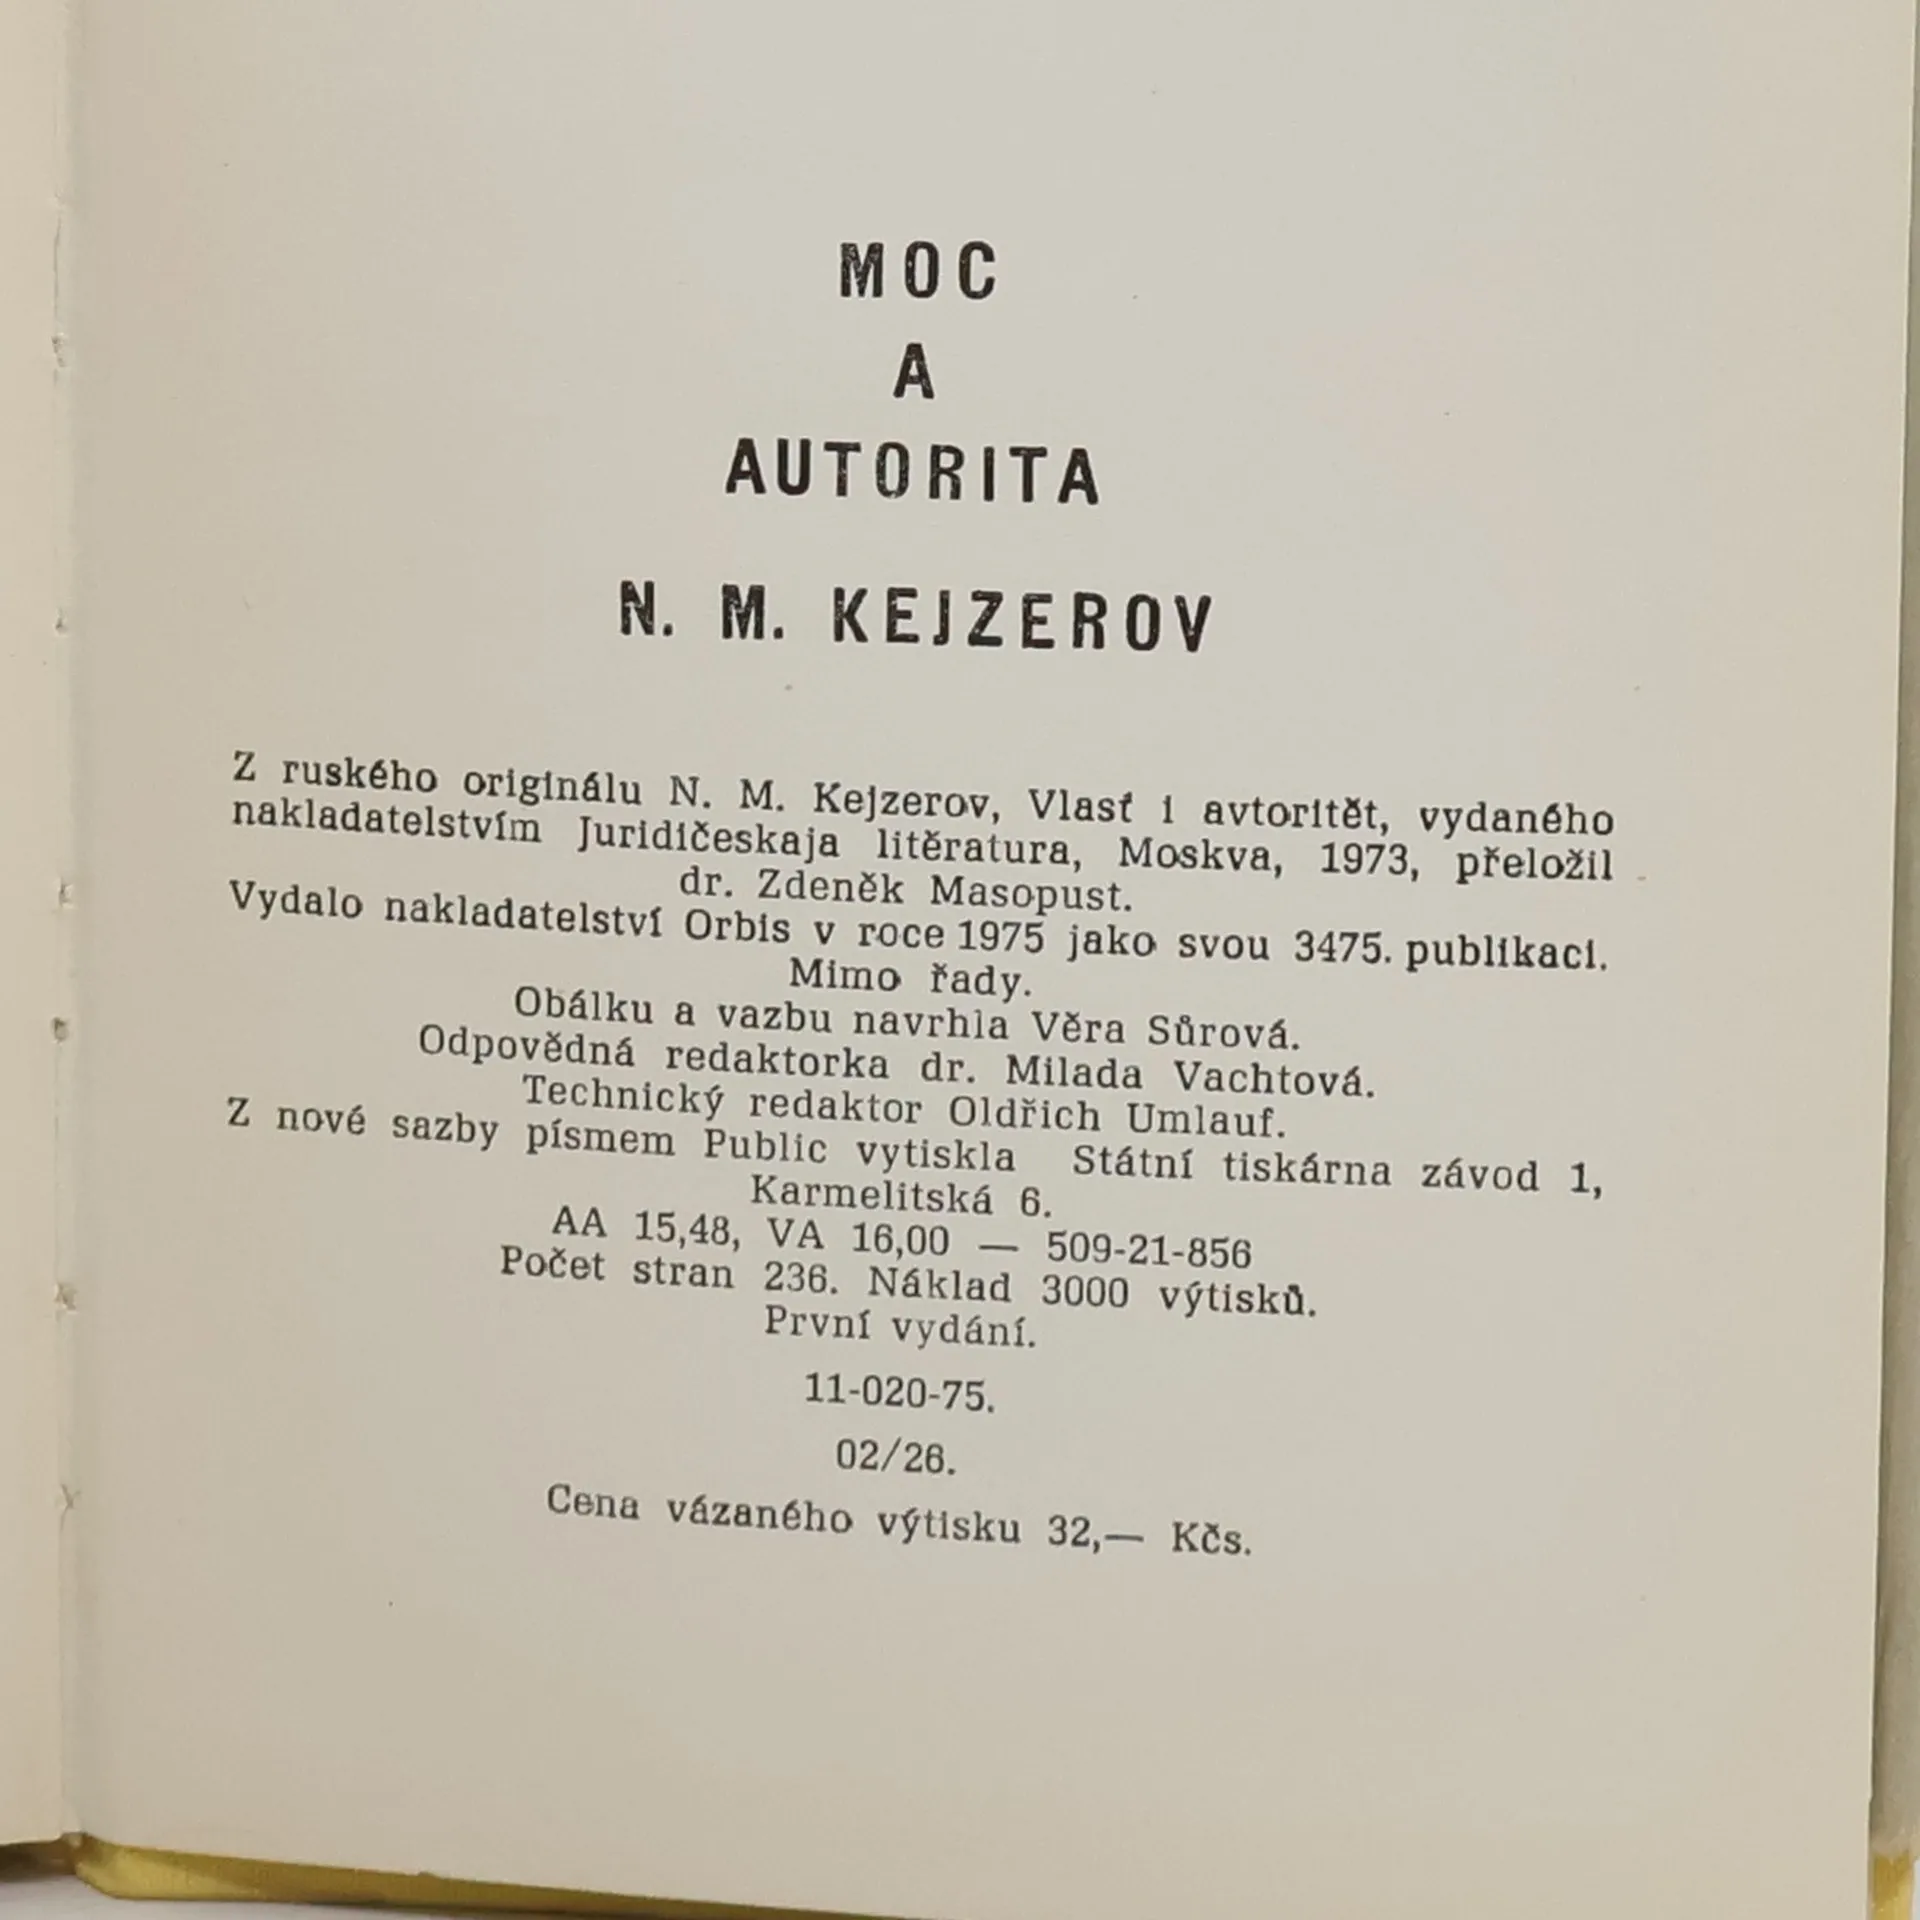 MOC
A
AUTORITA
N. M. KEJZEROV
Z ruského originálu N. M. Kejzerov, Vlasť i avtoritět, vydaného
nakladatelstvím Juridičeskaja litěratura, Moskva, 1973, přeložil
dr. Zdeněk Masopust.
Vydalo nakladatelství Orbis v roce 1975 jako svou 3475. publikaci.
Mimo řady.
Obálku a vazbu navrhla Věra Sůrová.
Odpovědná redaktorka dr. Milada Vachtová.
Technický redaktor Oldřich Umlauf.
Z nové sazby písmem Public vytiskla Státní tiskárna závod 1,
Karmelitská 6.
AA 15,48, VA 16,00 — 509-21-856
Počet stran 236. Náklad 3000 výtisků.
První vydání.
11-020-75.
02/26.
Cena vázaného výtisku 32,— Kčs.